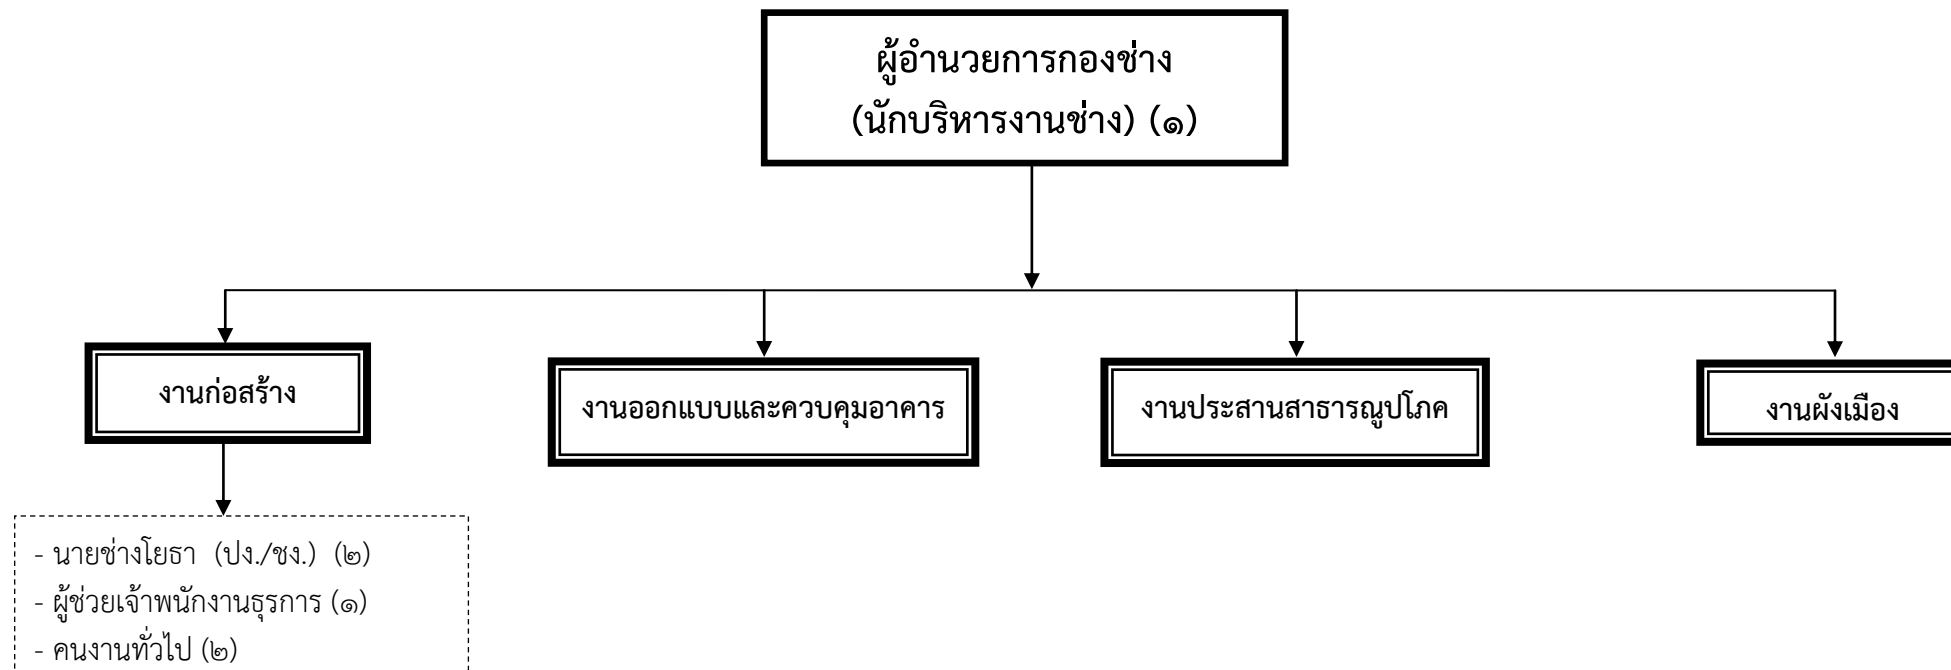 ผู้อำนวยการกองช่าง
(นักบริหารงานช่าง) (๑)
งานก่อสร้าง
งานออกแบบและควบคุมอาคาร
งานประสานสาธารณูปโภค
งานผังเมือง
- นายช่างโยธา (ปง./ชง.) (๒)
- ผู้ช่วยเจ้าพนักงานธุรการ (๑)
- คนงานทั่วไป (๒)